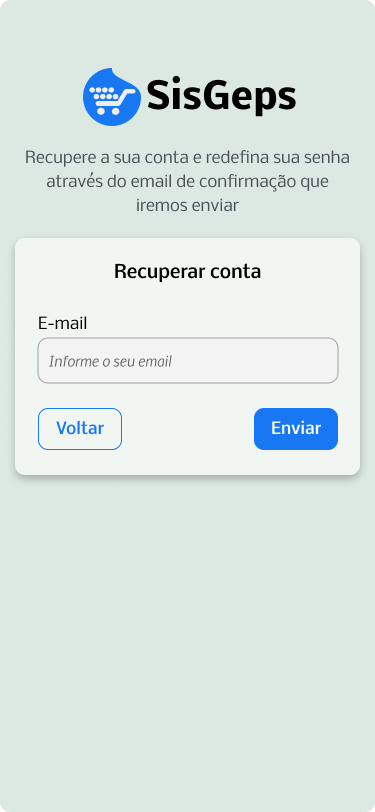 SisGeps
Recupere a sua conta e redefina sua senha
através do email de confirmação que
iremos enviar
Recuperar conta
E-mail
Informe o seu email
Voltar
Enviar